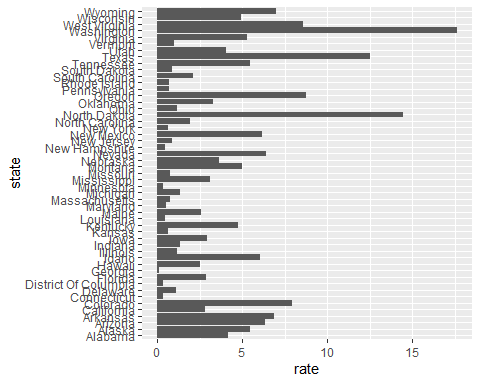 Wyoming
Wisconsin
West Virginia
Washington
Virginia
Vermont
Utah
Texas
Tennessee
South Dakota
South Carolina
Rhode Island
Pennsylvania
Oregon
Oklahoma
Ohio
North Dakota
North Carolina
New York
New Mexico
New Jersey
New Hampshire
Nevada
Nebraska
Montana
Missouri
Mississippi
Minnesota
Michigan
Massachusetts
Maryland
Maine
Louisiana
Kentucky
Kansas
Iowa
Indiana
Illinois
Idaho
Hawaii
Georgia
Florida
District Of Columbia
Delaware
Connecticut
Colorado
California
Arkansas
Arizona
Alaska
Alabama
state
0 5 10 15
rate